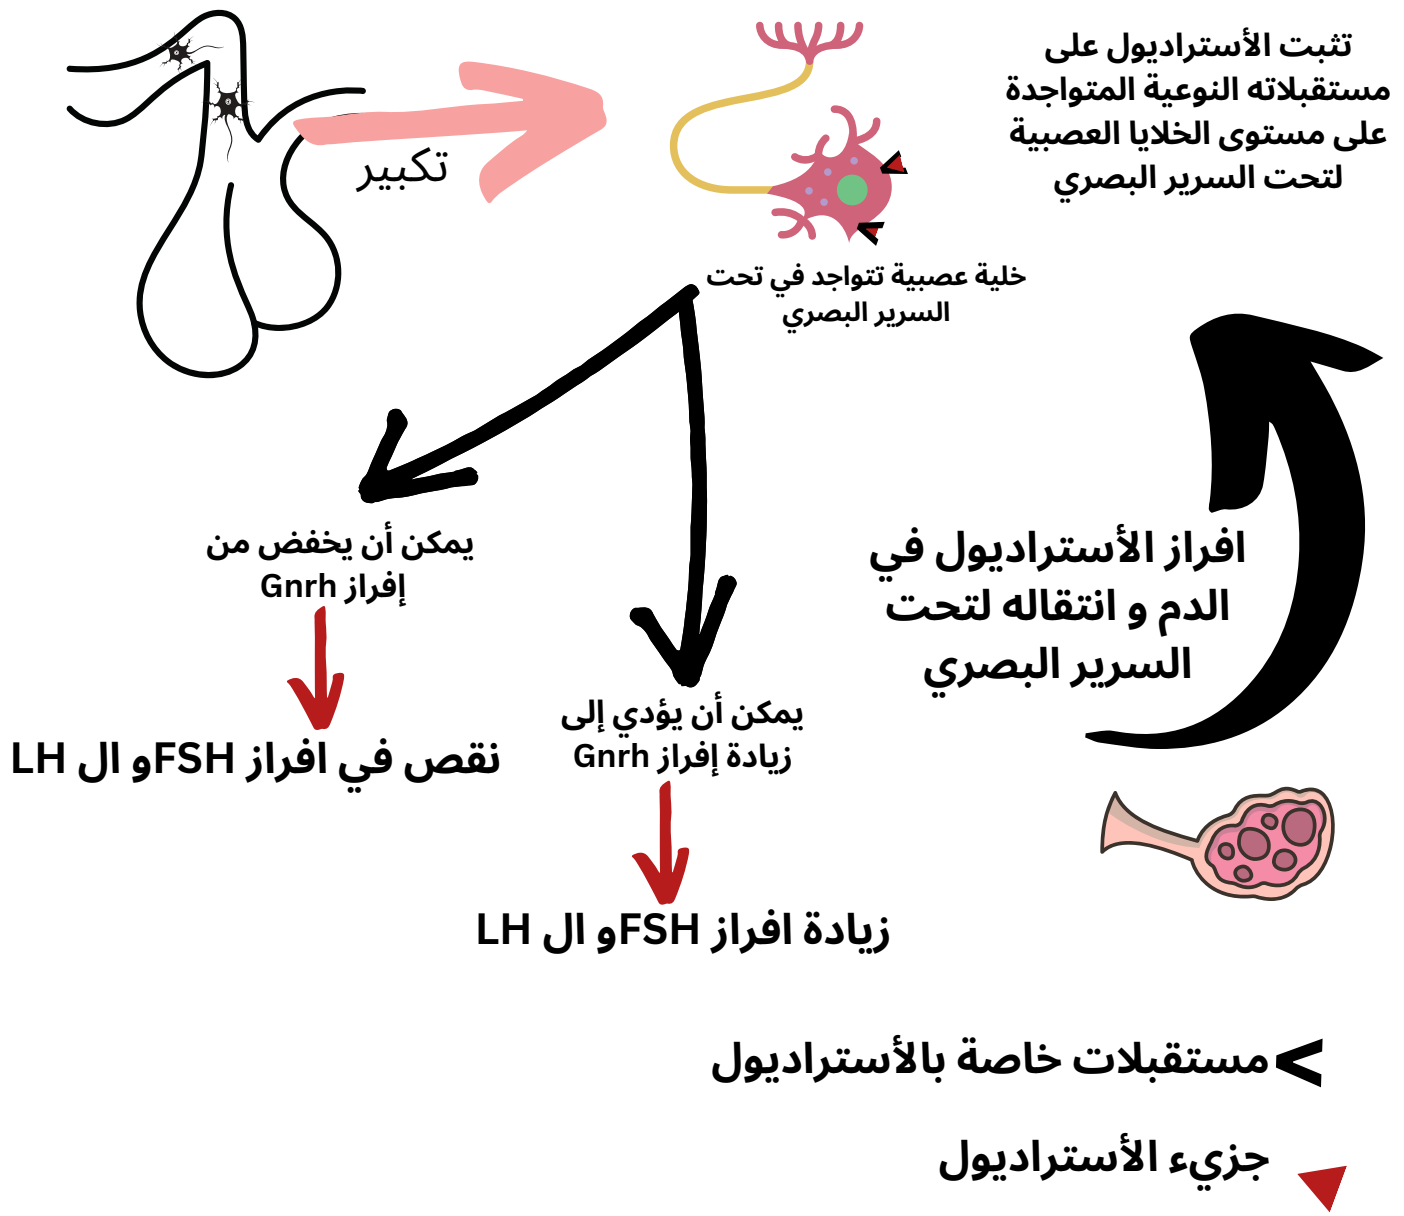 تثبت الأستراديول على
مستقبلاته النوعية المتواجدة
على مستوى الخلايا العصبية
لتحت السرير البصري
تكبير
خلية عصبية تتواجد في تحت
السرير البصري
افراز الأستراديول في
الدم و انتقاله لتحت
السرير البصري
يمكن أن يخفض من
إفراز Gnrh
نقص في افراز FSHو ال LH
يمكن أن يؤدي إلى
زيادة إفراز Gnrh
زيادة افراز FSHو ال LH
مستقبلات خاصة بالأستراديول
جزيء الأستراديول